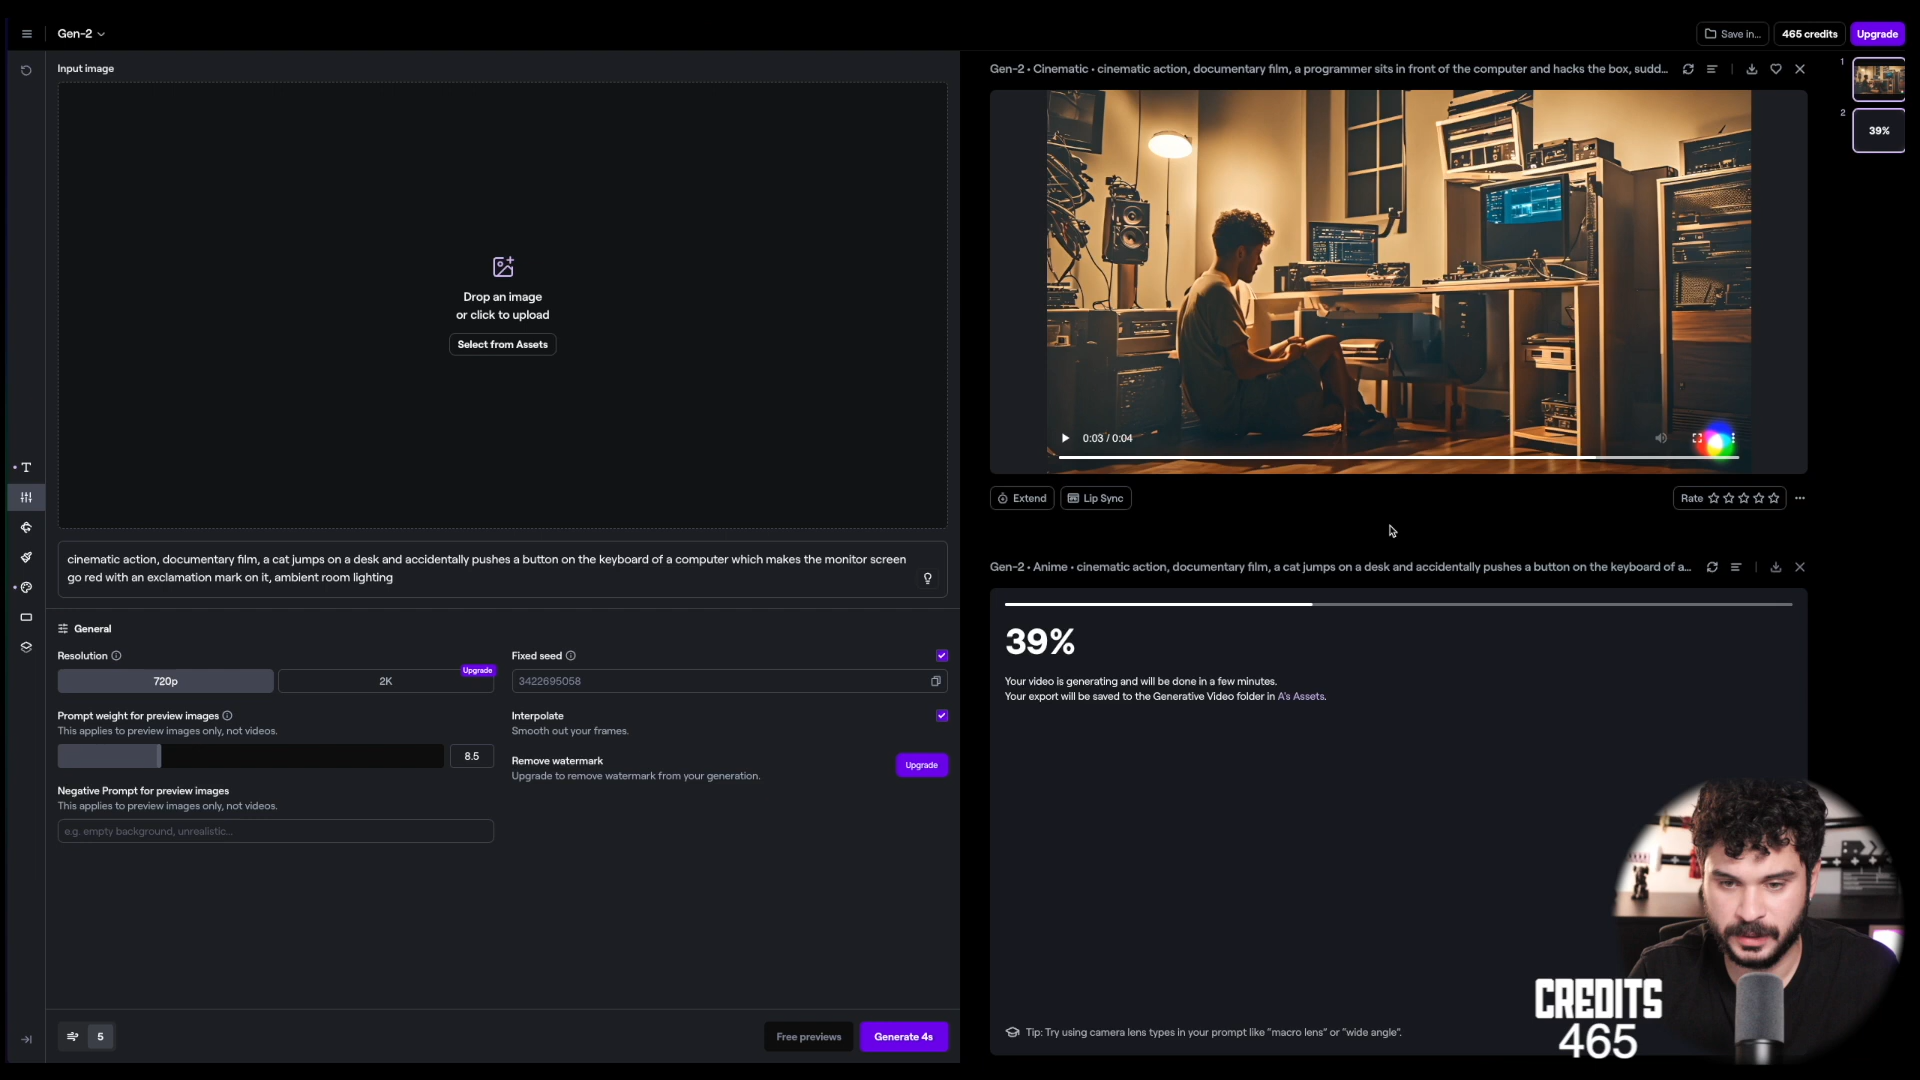 Gen-2
Save in...
465 credits
Upgrade
Input image
Drop an image
or click to upload
Select from Assets
cinematic action, documentary film, a cat jumps on a desk and accidentally pushes a button on the keyboard of a computer which makes the monitor screen
go red with an exclamation mark on it, ambient room lighting
General
Resolution
720p
2K
Upgrade
Prompt weight for preview images
This applies to preview images only, not videos.
8.5
Negative Prompt for preview images
This applies to preview images only, not videos.
e.g. empty background, unrealistic...
Fixed seed
3422695058
Interpolate
Smooth out your frames.
Remove watermark
Upgrade to remove watermark from your generation.
Upgrade
5
Free previews
Generate 4s
Gen-2 • Cinematic • cinematic action, documentary film, a programmer sits in front of the computer and hacks the box, sudd...
0:03 / 0:04
Extend
Lip Sync
Rate
Gen-2 • Anime • cinematic action, documentary film, a cat jumps on a desk and accidentally pushes a button on the keyboard of a...
39%
Your video is generating and will be done in a few minutes.
Your export will be saved to the Generative Video folder in A's Assets.
Tip: Try using camera lens types in your prompt like "macro lens" or "wide angle".
1
2
39%
CREDITS
465